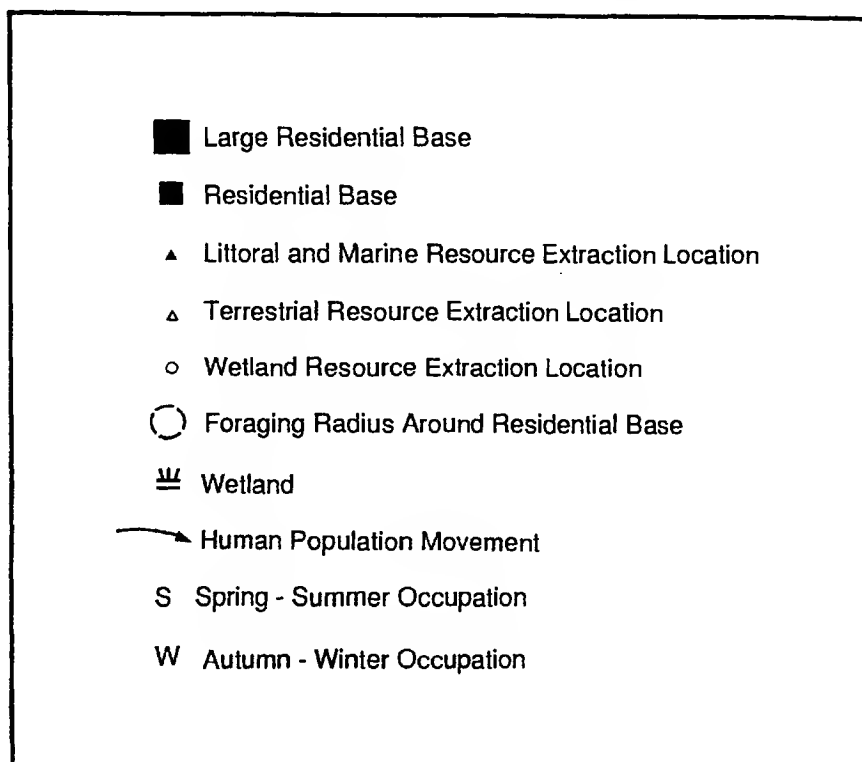 Large Residential Base
Residential Base
Littoral and Marine Resource Extraction Location
Terrestrial Resource Extraction Location
Wetland Resource Extraction Location
Foraging Radius Around Residential Base
Wetland
Human Population Movement
S Spring - Summer Occupation
W Autumn - Winter Occupation